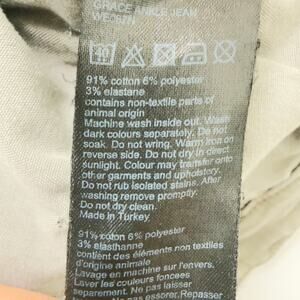 GRACE ANKLE JEAN
40
91% cotton 6% polyester
3% elastane
contains non-textile parts of
animal origin
Machine wash inside out. Wash
dark colours separately. Do not
soak. Do not wring. Warm iron on
reverse side. Do not dry in direct
sunlight. Colour may transfer onto
other garments and upholstery.
Do not rub isolated stains. After
washing remove promptly.
Do not dry clean.
Made in Turkey
91% coton 6% polyester
3% élasthanne
contient des éléments non textiles
d'origine animale
Lavage en machine sur l'envers.
Laver les couleurs foncées
séparément. Ne pas laisser